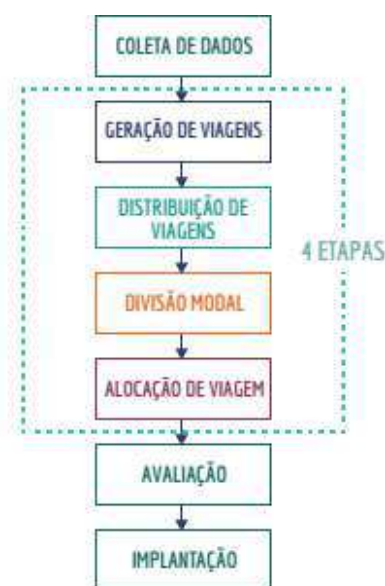 COLETA DE DADOS
GERAÇÃO DE VIAGENS
DISTRIBUIÇÃO DE
VIAGENS
4 ETAPAS
DIVISÃO MODAL
ALOCAÇÃO DE VIAGEM
AVALIAÇÃO
IMPLANTAÇÃO